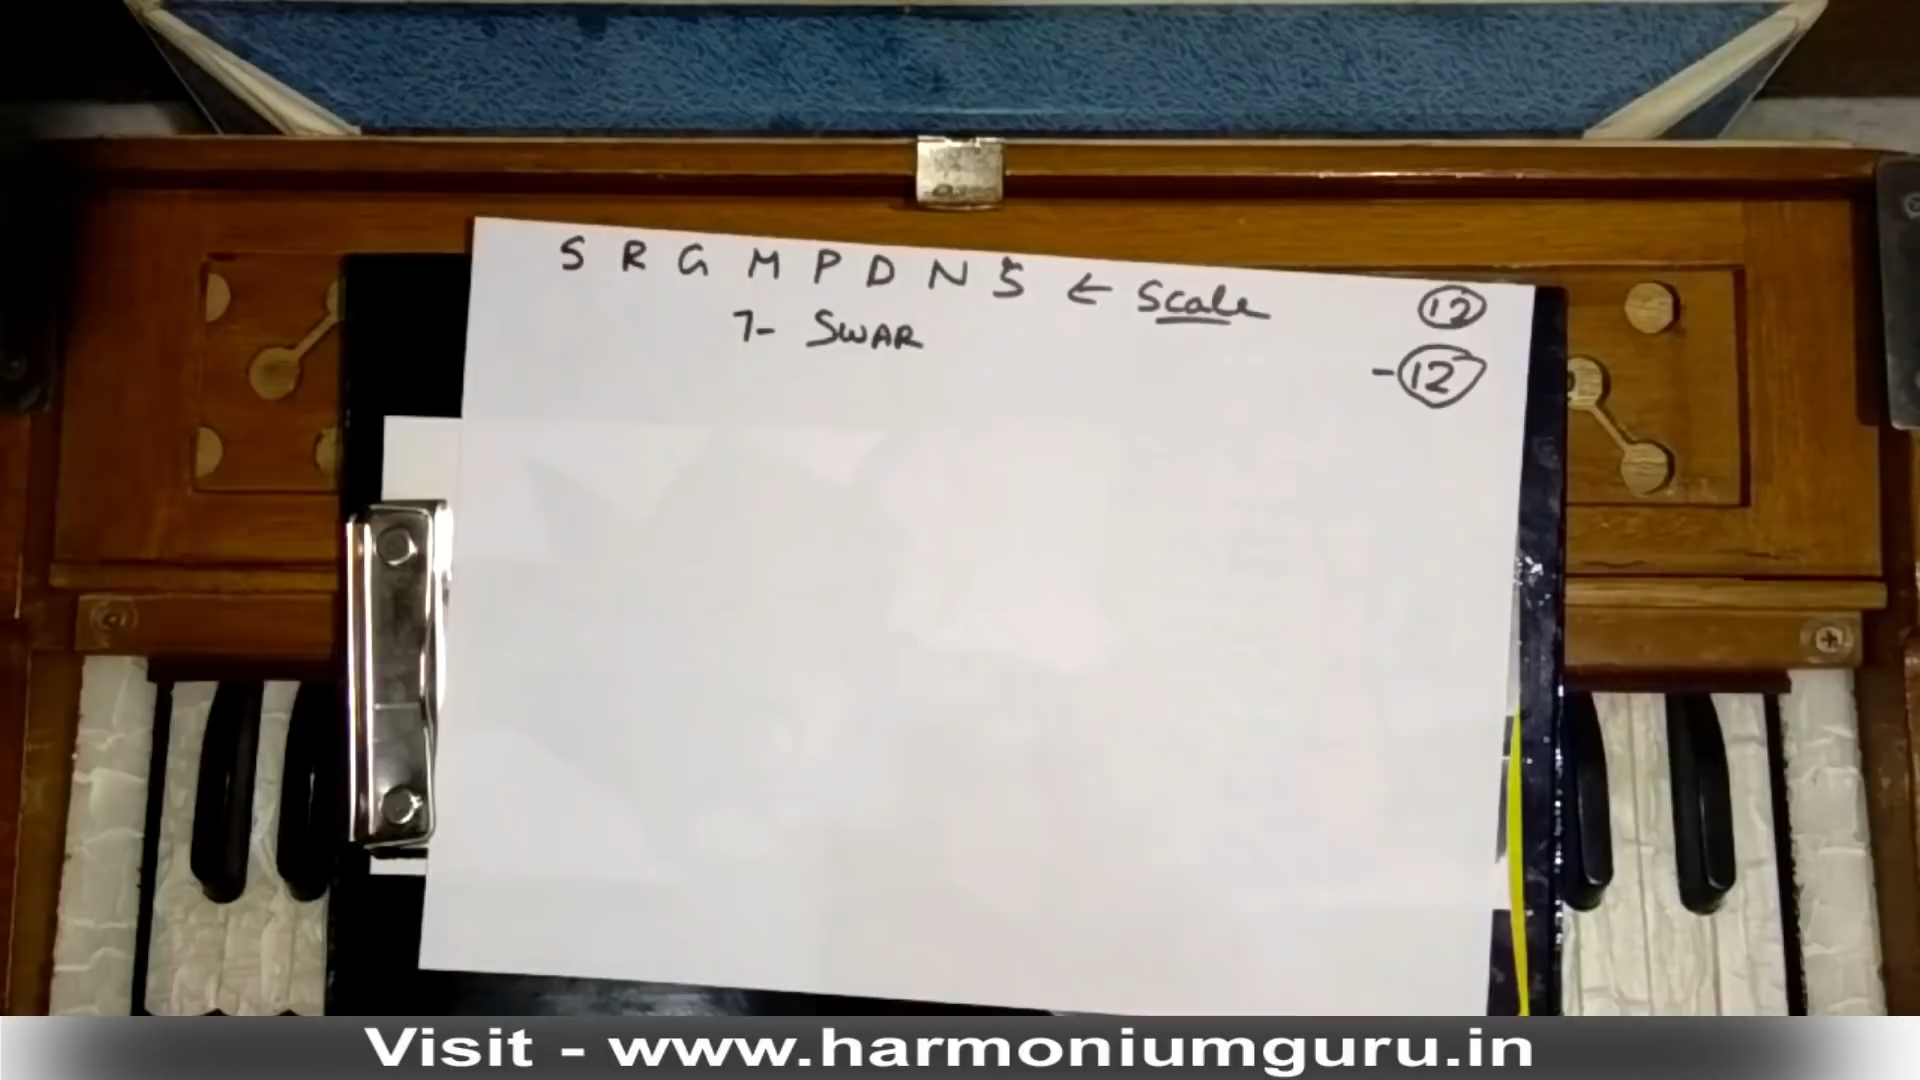 S R G M P D N Ṡ ← Scale
12
7- SWAR
-12
Visit - www.harmoniumguru.in